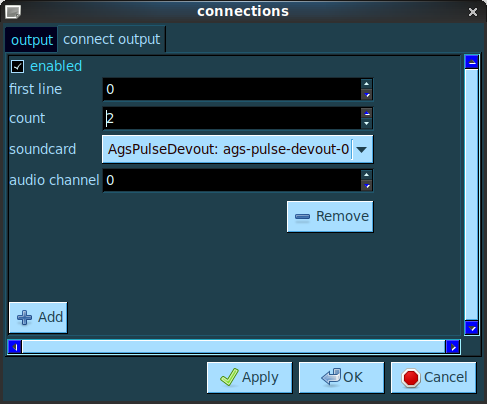 connections
output connect output
enabled
first line 0
count 2
soundcard AgsPulseDevout: ags-pulse-devout-0
audio channel 0
Remove
Add
Apply OK Cancel